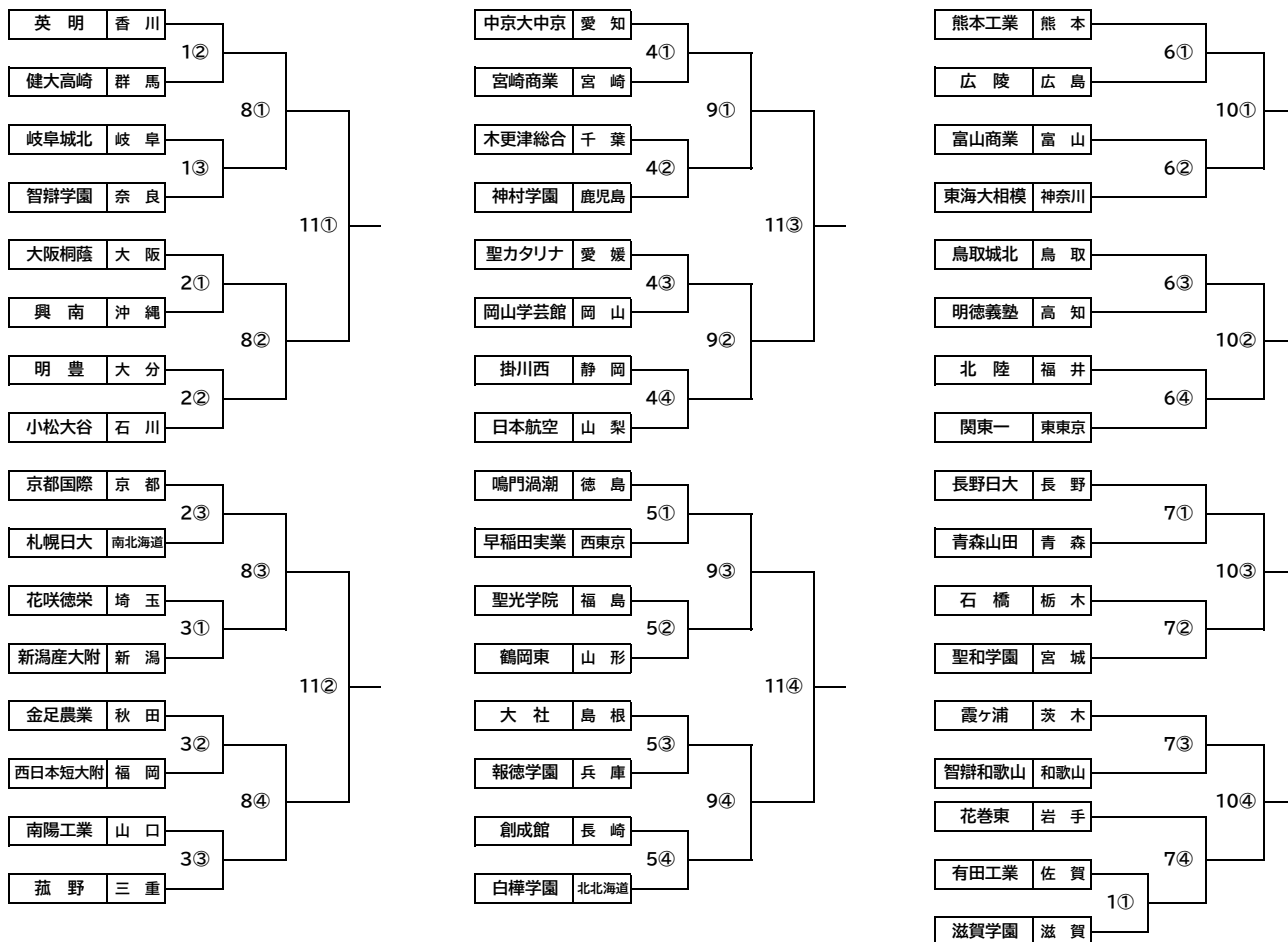 英 明 香 川
1②
健大高崎 群 馬
8①
岐阜城北 岐 阜
1③
智辯学園 奈 良
11①
大阪桐蔭 大 阪
2①
興 南 沖 縄
8②
明 豊 大 分
2②
小松大谷 石 川
京都国際 京 都
2③
札幌日大 南北海道
8③
花咲徳栄 埼 玉
3①
新潟産大附 新 潟
11②
金足農業 秋 田
3②
西日本短大附 福 岡
8④
南陽工業 山 口
3③
菰 野 三 重
中京大中京 愛 知
4①
宮崎商業 宮 崎
9①
木更津総合 千 葉
4②
神村学園 鹿児島
11③
聖カタリナ 愛 媛
4③
岡山学芸館 岡 山
9②
掛川西 静 岡
4④
日本航空 山 梨
鳴門渦潮 徳 島
5①
早稲田実業 西東京
9③
聖光学院 福 島
5②
鶴岡東 山 形
11④
大 社 島 根
5③
報徳学園 兵 庫
9④
創成館 長 崎
5④
白樺学園 北北海道
熊本工業 熊 本
6①
広 陵 広 島
10①
富山商業 富 山
6②
東海大相模 神奈川
鳥取城北 鳥 取
6③
明徳義塾 高 知
10②
北 陸 福 井
6④
関東一 東東京
長野日大 長 野
7①
青森山田 青 森
10③
石 橋 栃 木
7②
聖和学園 宮 城
霞ヶ浦 茨 木
7③
智辯和歌山 和歌山
10④
花巻東 岩 手
7④
有田工業 佐 賀
1①
滋賀学園 滋 賀